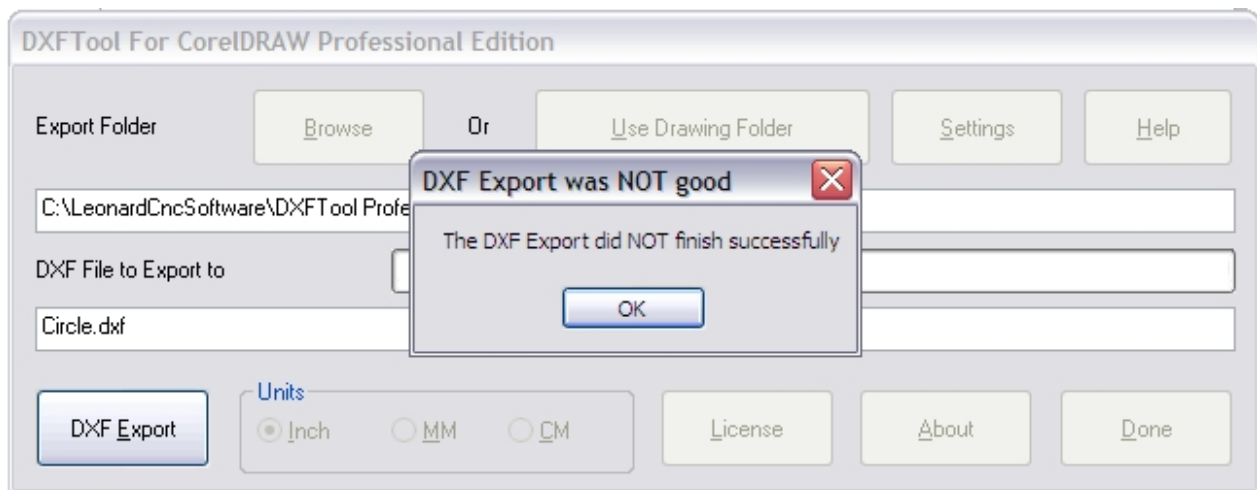 DXFTool For CorelDRAW Professional Edition
Export Folder Browse Or Use Drawing Folder Settings Help
DXF Export was NOT good
C:\LeonardCncSoftware\DXFTool Profe
The DXF Export did NOT finish successfully
DXF File to Export to
OK
Circle.dxf
Units
DXF Export Inch MM CM License About Done